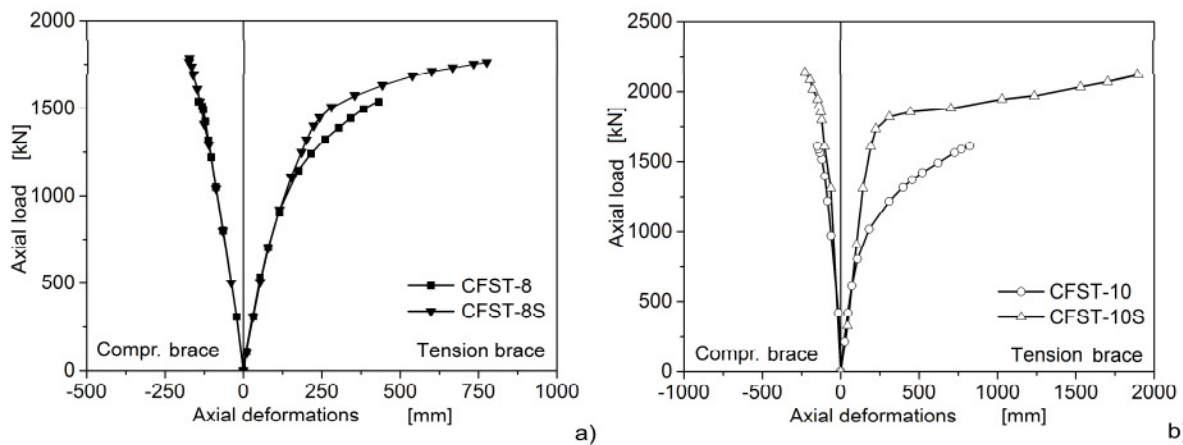 2000
1500
1000
500
0
Axial load [kN]
CFST-8
CFST-8S
Compr. brace
Tension brace
-500 -250 0 250 500 750 1000
Axial deformations [mm]
a)
2500
2000
1500
1000
500
0
Axial load [kN]
CFST-10
CFST-10S
Compr. brace
Tension brace
-1000 -500 0 500 1000 1500 2000
Axial deformations [mm]
b)